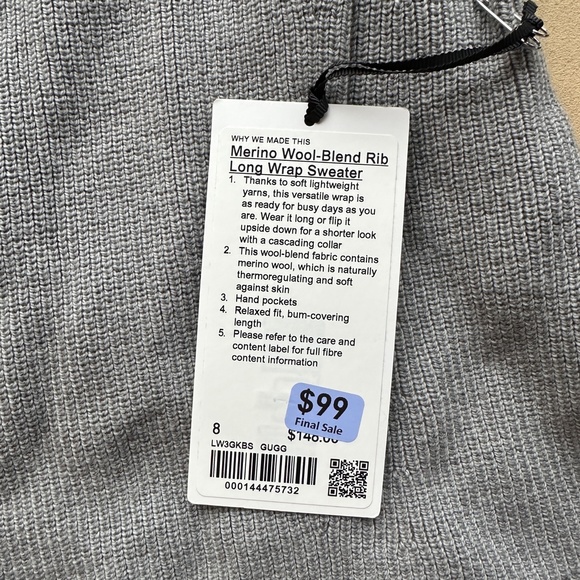 WHY WE MADE THIS
Merino Wool-Blend Rib
Long Wrap Sweater
1. Thanks to soft lightweight
yarns, this versatile wrap is
as ready for busy days as you
are. Wear it long or flip it
upside down for a shorter look
with a cascading collar
2. This wool-blend fabric contains
merino wool, which is naturally
thermoregulating and soft
against skin
3. Hand pockets
4. Relaxed fit, bum-covering
length
5. Please refer to the care and
content label for full fibre
content information
$99
Final Sale
8
LW3GKBS GUGG
000144475732